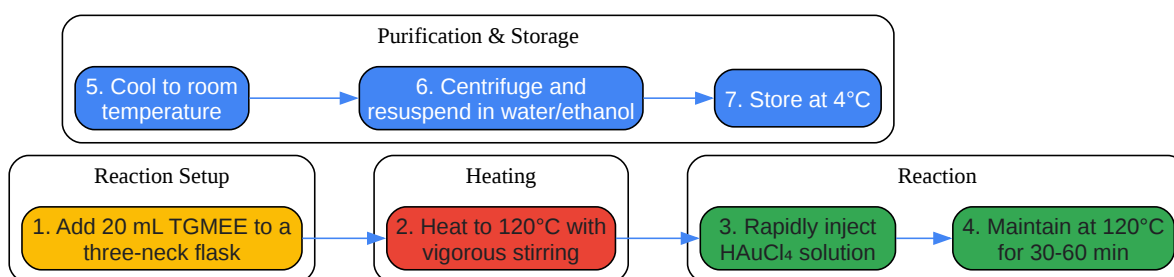 Purification & Storage
5. Cool to room
temperature
6. Centrifuge and
resuspend in water/ethanol
7. Store at 4°C
Reaction Setup
1. Add 20 mL TGMEE to a
three-neck flask
Heating
2. Heat to 120°C with
vigorous stirring
Reaction
3. Rapidly inject
HAuCl₄ solution
4. Maintain at 120°C
for 30-60 min